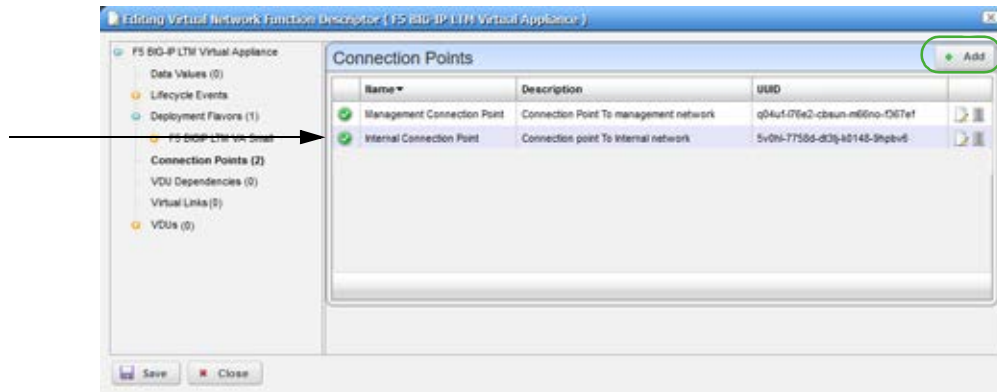 Editing Virtual Network Function Descriptor ( F5 BIG-IP LTM Virtual Appliance )
F5 BIG-IP LTM Virtual Appliance
Data Values (0)
Lifecycle Events
Deployment Flavors (1)
F5 BIGIP LTM VA Small
Connection Points (2)
VDU Dependencies (0)
Virtual Links (0)
VDUs (0)
Connection Points
Add
Name Description UUID
Management Connection Point Connection Point To management network
Internal Connection Point Connection point To Internal network
Save Close